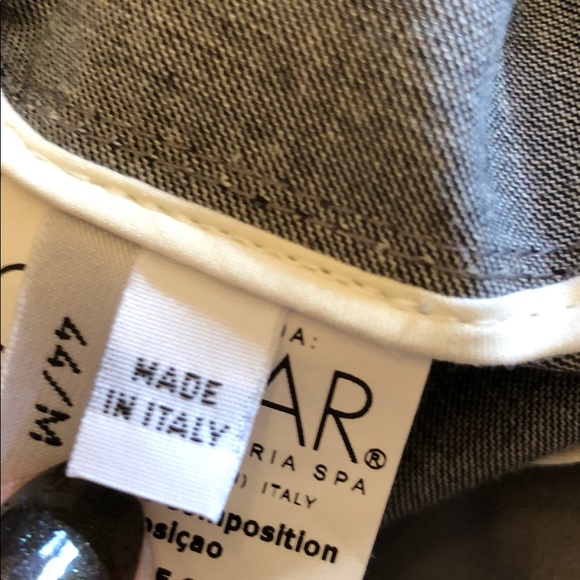 44/M
MADE
IN ITALY
IA:
AR®
RIA SPA
) ITALY
omposition
osiçao